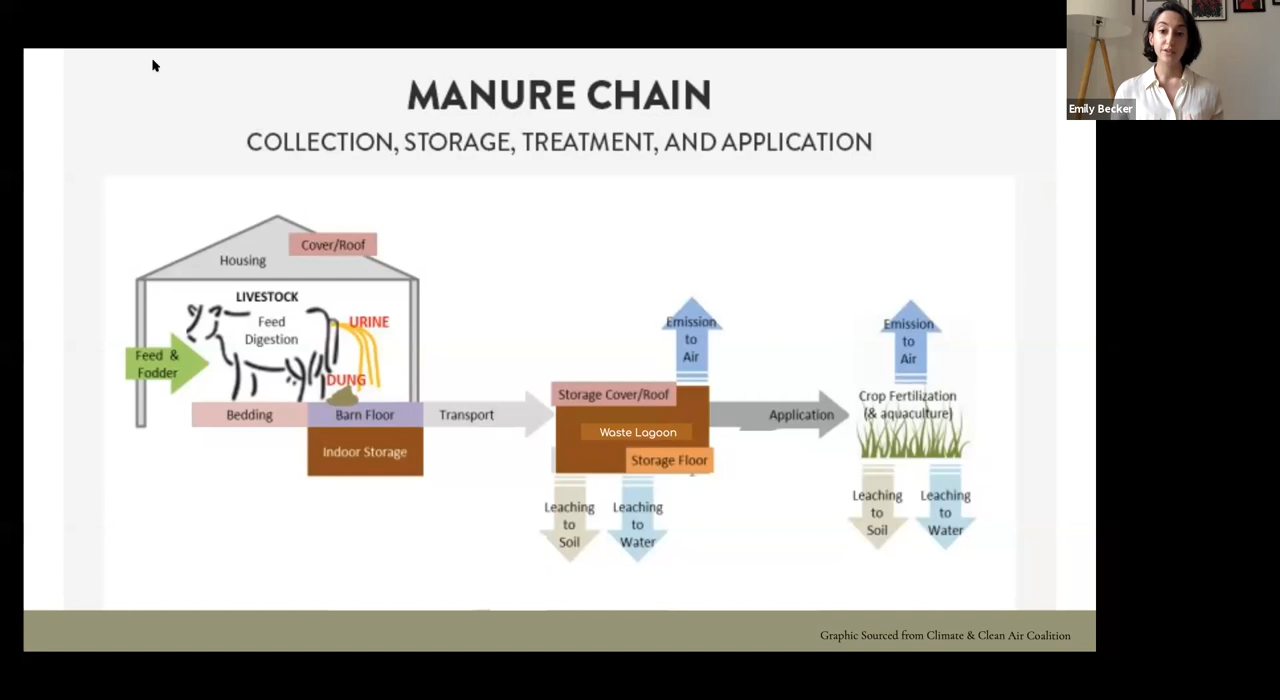 MANURE CHAIN
COLLECTION, STORAGE, TREATMENT, AND APPLICATION
Cover/Roof
Housing
LIVESTOCK
Feed
Digestion
URINE
DUNG
Feed &
Fodder
Bedding
Barn Floor
Indoor Storage
Transport
Emission
to
Air
Storage Cover/Roof
Waste Lagoon
Storage Floor
Leaching
to
Soil
Leaching
to
Water
Application
Emission
to
Air
Crop Fertilization
(& aquaculture)
Leaching
to
Soil
Leaching
to
Water
Graphic Sourced from Climate & Clean Air Coalition
Emily Becker